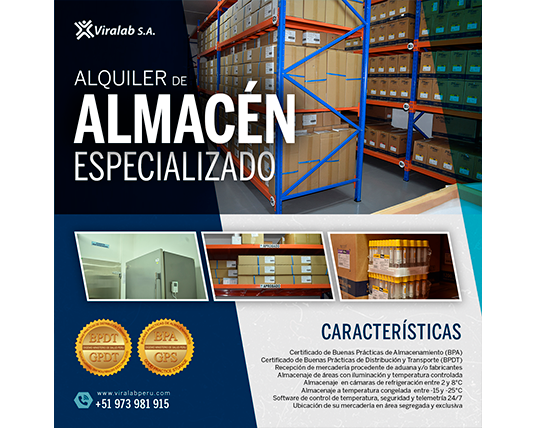 Viralab S.A.
ALQUILER DE
ALMACÉN
ESPECIALIZADO
APROBADO
APROBADO
BPDT
GPDT
BPA
GPS
CARACTERÍSTICAS
Certificado de Buenas Prácticas de Almacenamiento (BPA)
Certificado de Buenas Prácticas de Distribución y Transporte (BPDT)
Recepción de mercadería procedente de aduana y/o fabricantes
Almacenaje de áreas con iluminación y temperatura controlada
Almacenaje en cámaras de refrigeración entre 2 y 8°C
Almacenaje a temperatura congelada entre -15 y -25°C
Software de control de temperatura, seguridad y telemetría 24/7
Ubicación de su mercadería en área segregada y exclusiva
www.viralabperu.com
+51 973 981 915